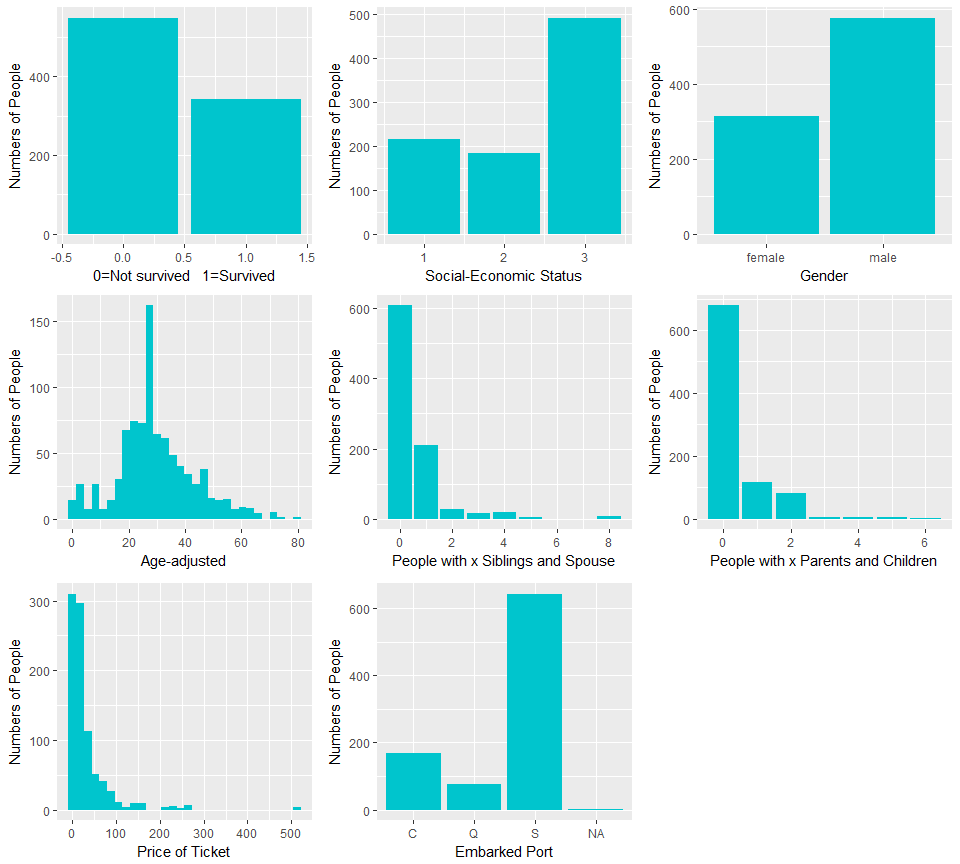 Numbers of People
400
200
0
-0.5 0.0 0.5 1.0 1.5
0=Not survived 1=Survived
Numbers of People
500
400
300
200
100
0
1 2 3
Social-Economic Status
Numbers of People
600
400
200
0
female male
Gender
Numbers of People
150
100
50
0
0 20 40 60 80
Age-adjusted
Numbers of People
600
400
200
0
0 2 4 6 8
People with x Siblings and Spouse
Numbers of People
600
400
200
0
0 2 4 6
People with x Parents and Children
Numbers of People
300
200
100
0
0 100 200 300 400 500
Price of Ticket
Numbers of People
600
400
200
0
C Q S NA
Embarked Port